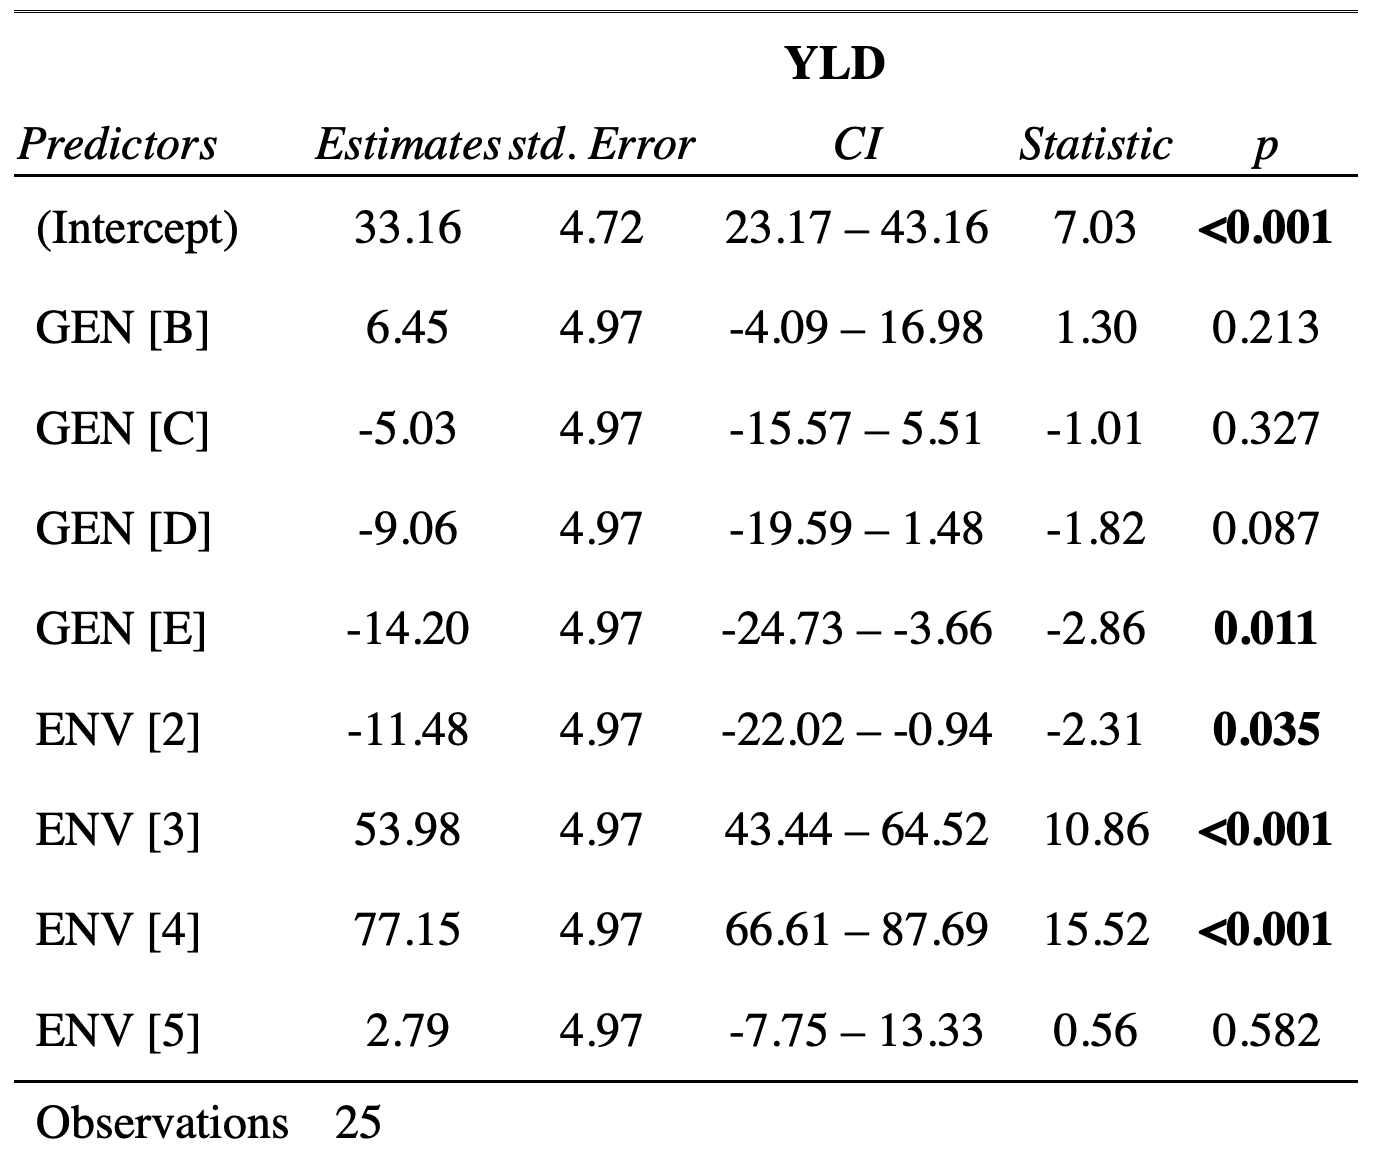 YLD
Predictors Estimates std. Error CI Statistic p
(Intercept) 33.16 4.72 23.17 – 43.16 7.03 <0.001
GEN [B] 6.45 4.97 -4.09 – 16.98 1.30 0.213
GEN [C] -5.03 4.97 -15.57 – 5.51 -1.01 0.327
GEN [D] -9.06 4.97 -19.59 – 1.48 -1.82 0.087
GEN [E] -14.20 4.97 -24.73 – -3.66 -2.86 0.011
ENV [2] -11.48 4.97 -22.02 – -0.94 -2.31 0.035
ENV [3] 53.98 4.97 43.44 – 64.52 10.86 <0.001
ENV [4] 77.15 4.97 66.61 – 87.69 15.52 <0.001
ENV [5] 2.79 4.97 -7.75 – 13.33 0.56 0.582
Observations 25